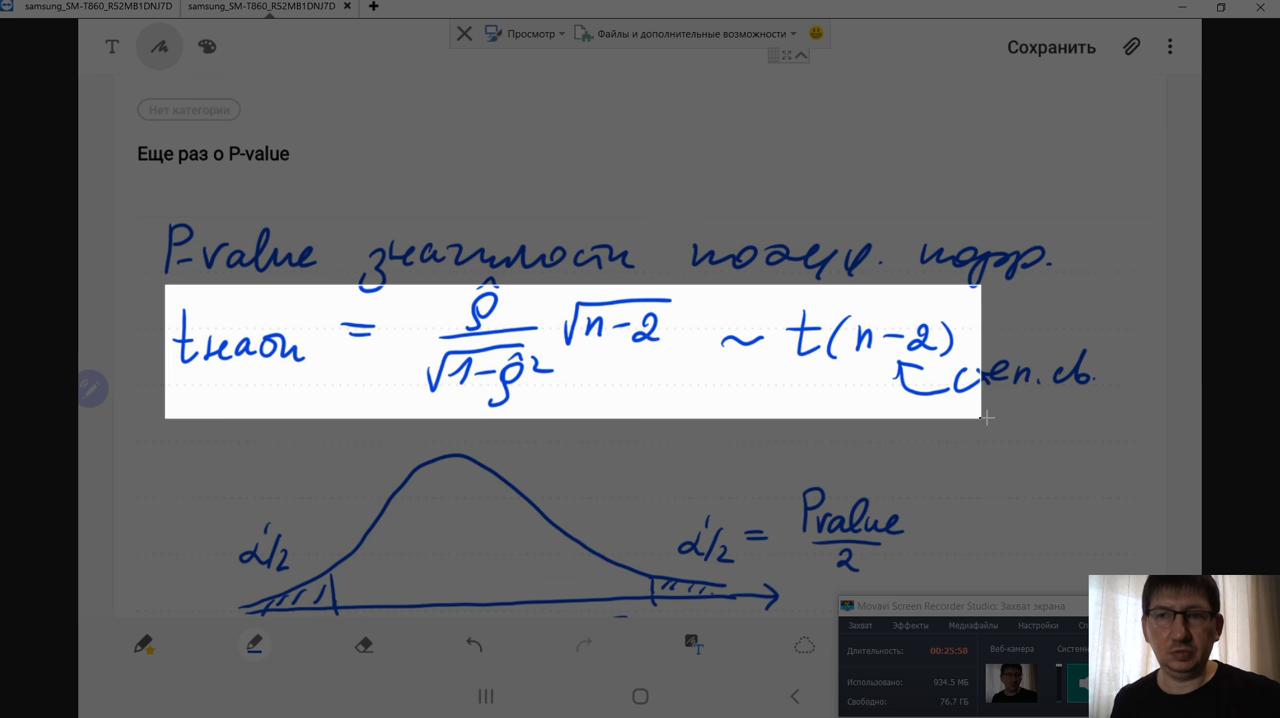 samsung_SM-T860_R52MB1DNJ7D samsung_SM-T860_R52MB1DNJ7D
Просмотр Файлы и дополнительные возможности
T Сохранить
Нет категории
Еще раз о P-value
P-value значимости коэфф. корр.
tнабл = ρ̂ / √(1-ρ̂²) √(n-2) ~ t(n-2)
степ. св.
α'/2 α'/2 = Pvalue / 2
Movavi Screen Recorder Studio: Захват экрана
Захват Эффекты Медиафайлы Настройки
Длительность: 00:25:58 Веб-камера
Использовано: 934.5 МБ
Свободно: 76.7 ГБ